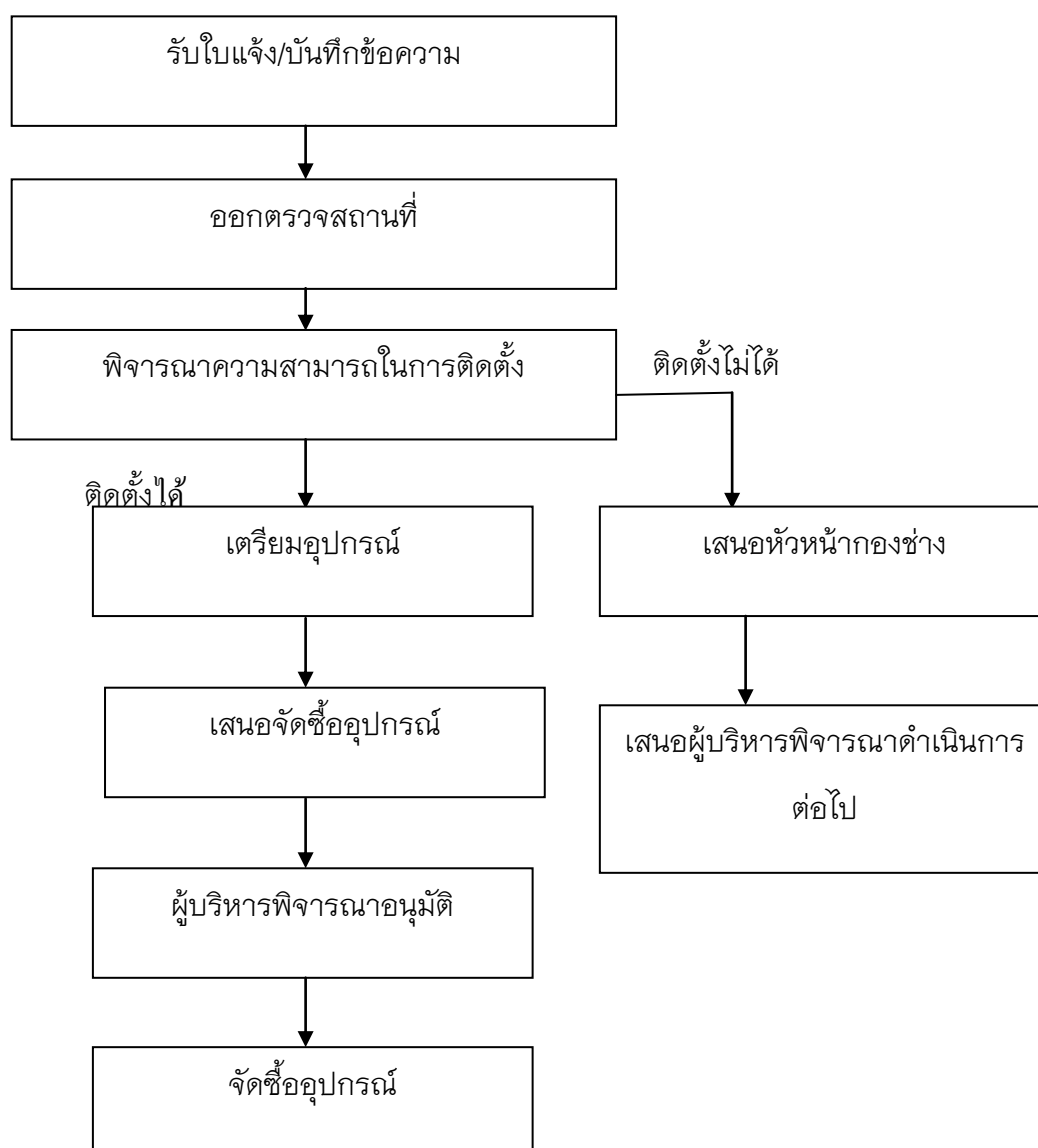 รับใบแจ้ง/บันทึกข้อความ
ออกตรวจสถานที่
พิจารณาความสามารถในการติดตั้ง
ติดตั้งไม่ได้
ติดตั้งได้
เตรียมอุปกรณ์
เสนอหัวหน้ากองช่าง
เสนอจัดซื้ออุปกรณ์
เสนอผู้บริหารพิจารณาดำเนินการ
ต่อไป
ผู้บริหารพิจารณาอนุมัติ
จัดซื้ออุปกรณ์